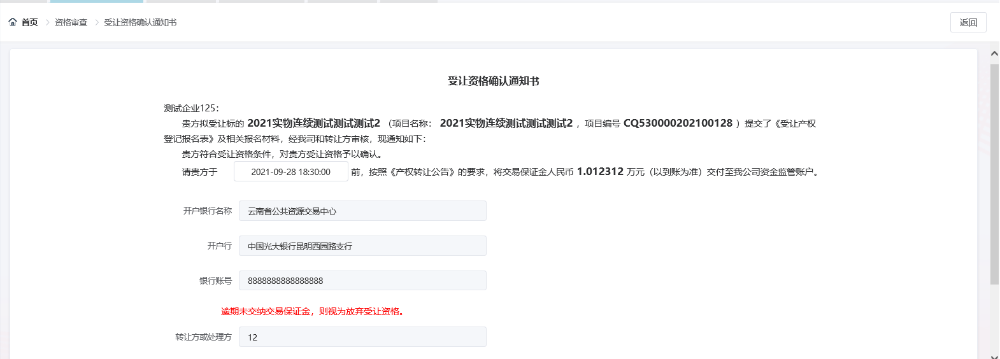 首页 > 资格审查 > 受让资格确认通知书
返回
受让资格确认通知书
测试企业125：
贵方拟受让标的 2021实物连续测试测试测试2 （项目名称： 2021实物连续测试测试测试2 ，项目编号 CQ530000202100128 ）提交了《受让产权
登记报名表》及相关报名材料，经我司和转让方审核，现通知如下：
贵方符合受让资格条件，对贵方受让资格予以确认。
请贵方于 2021-09-28 18:30:00 前，按照《产权转让公告》的要求，将交易保证金人民币 1.012312 万元（以到账为准）交付至我公司资金监管账户。
开户银行名称 云南省公共资源交易中心
开户行 中国光大银行昆明西园路支行
银行账号 8888888888888888
逾期未交纳交易保证金，则视为放弃受让资格。
转让方或处理方 12